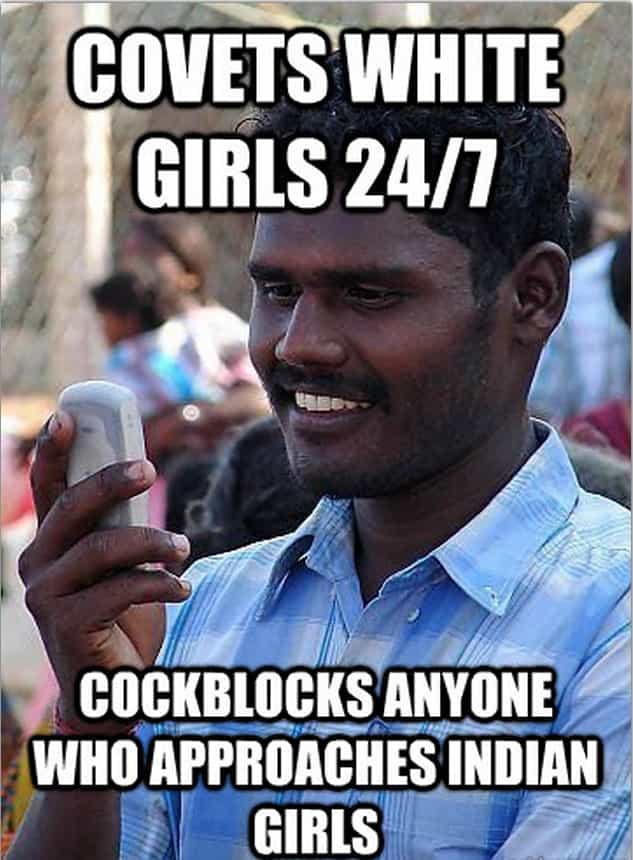 COVETS WHITE
GIRLS 24/7
COCKBLOCKS ANYONE
WHO APPROACHES INDIAN
GIRLS